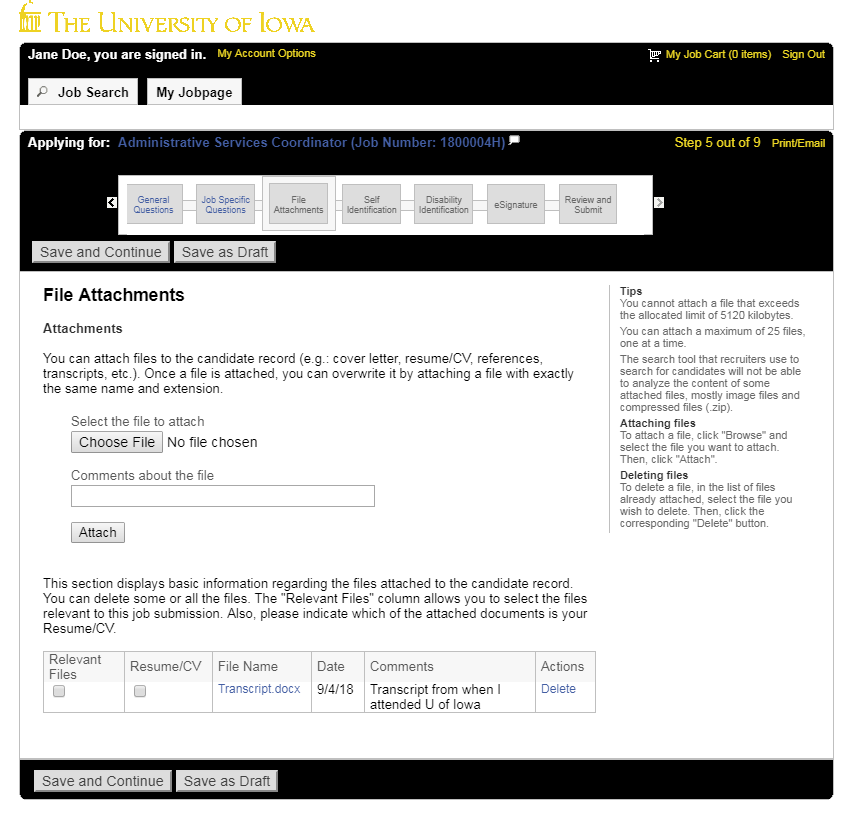 THE UNIVERSITY OF IOWA
Jane Doe, you are signed in. My Account Options
My Job Cart (0 items) Sign Out
Job Search My Jobpage
Applying for: Administrative Services Coordinator (Job Number: 1800004H)
Step 5 out of 9 Print/Email
General Questions
Job Specific Questions
File Attachments
Self Identification
Disability Identification
eSignature
Review and Submit
Save and Continue Save as Draft
File Attachments
Attachments
You can attach files to the candidate record (e.g.: cover letter, resume/CV, references,
transcripts, etc.). Once a file is attached, you can overwrite it by attaching a file with exactly
the same name and extension.
Select the file to attach
Choose File No file chosen
Comments about the file
Attach
Tips
You cannot attach a file that exceeds
the allocated limit of 5120 kilobytes.
You can attach a maximum of 25 files,
one at a time.
The search tool that recruiters use to
search for candidates will not be able
to analyze the content of some
attached files, mostly image files and
compressed files (.zip).
Attaching files
To attach a file, click "Browse" and
select the file you want to attach.
Then, click "Attach".
Deleting files
To delete a file, in the list of files
already attached, select the file you
wish to delete. Then, click the
corresponding "Delete" button.
This section displays basic information regarding the files attached to the candidate record.
You can delete some or all the files. The "Relevant Files" column allows you to select the files
relevant to this job submission. Also, please indicate which of the attached documents is your
Resume/CV.
Relevant Files Resume/CV File Name Date Comments Actions
Transcript.docx 9/4/18 Transcript from when I Delete
attended U of Iowa
Save and Continue Save as Draft